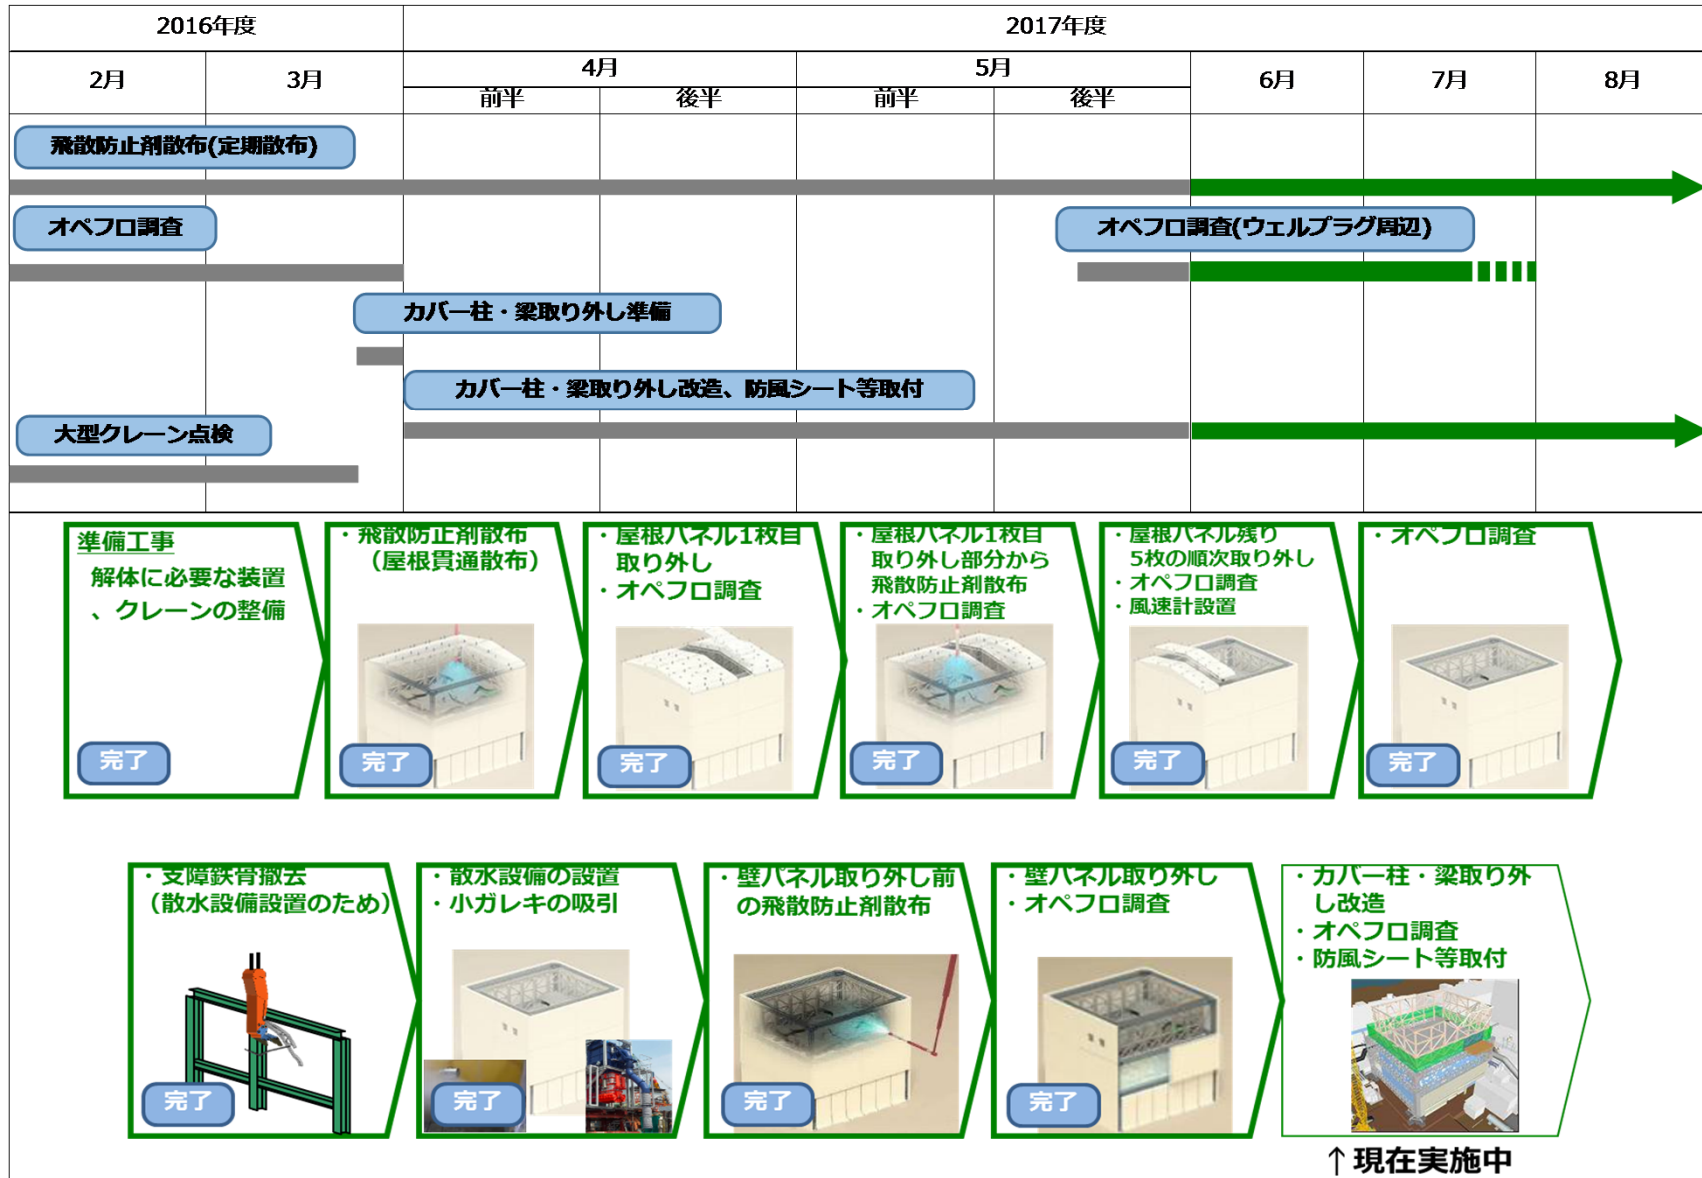 2016年度
2017年度
2月
3月
4月
5月
6月
7月
8月
前半
後半
前半
後半
飛散防止剤散布(定期散布)
オペフロ調査
オペフロ調査(ウェルプラグ周辺)
カバー柱・梁取り外し準備
カバー柱・梁取り外し改造、防風シート等取付
大型クレーン点検
準備工事
解体に必要な装置
、クレーンの整備
完了
・飛散防止剤散布
(屋根貫通散布)
完了
・屋根パネル1枚目
取り外し
・オペフロ調査
完了
・屋根パネル1枚目
取り外し部分から
飛散防止剤散布
・オペフロ調査
完了
・屋根パネル残り
5枚の順次取り外し
・オペフロ調査
・風速計設置
完了
・オペフロ調査
完了
・支障鉄骨撤去
(散水設備設置のため)
完了
・散水設備の設置
・小ガレキの吸引
完了
・壁パネル取り外し前
の飛散防止剤散布
完了
・壁パネル取り外し
・オペフロ調査
完了
・カバー柱・梁取り外
し改造
・オペフロ調査
・防風シート等取付
↑現在実施中